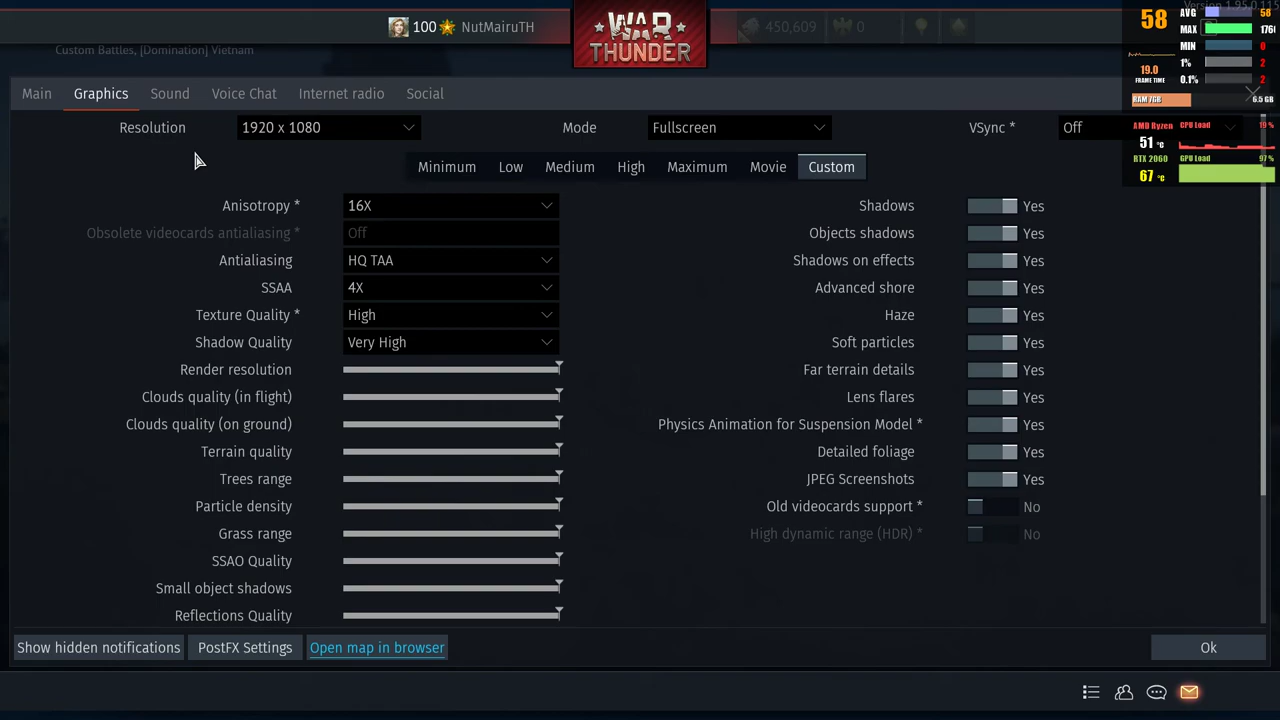 Version 1.95.0.115
100 NutMairuTH
WAR THUNDER
450,609
0
Custom Battles, [Domination] Vietnam
58
AVG 58
MAX 176
MIN 0
1% 2
0.1% 2
19.0
FRAME TIME
RAM 7GB 6.5 GB
AMD Ryzen CPU Load 19 %
51 °C
RTX 2060 GPU Load 97 %
67 °C
Main Graphics Sound Voice Chat Internet radio Social
Resolution 1920 x 1080 Mode Fullscreen VSync * Off
Minimum Low Medium High Maximum Movie Custom
Anisotropy * 16X
Obsolete videocards antialiasing * Off
Antialiasing HQ TAA
SSAA 4X
Texture Quality * High
Shadow Quality Very High
Render resolution
Clouds quality (in flight)
Clouds quality (on ground)
Terrain quality
Trees range
Particle density
Grass range
SSAO Quality
Small object shadows
Reflections Quality
Shadows Yes
Objects shadows Yes
Shadows on effects Yes
Advanced shore Yes
Haze Yes
Soft particles Yes
Far terrain details Yes
Lens flares Yes
Physics Animation for Suspension Model * Yes
Detailed foliage Yes
JPEG Screenshots Yes
Old videocards support * No
High dynamic range (HDR) * No
Show hidden notifications PostFX Settings Open map in browser Ok